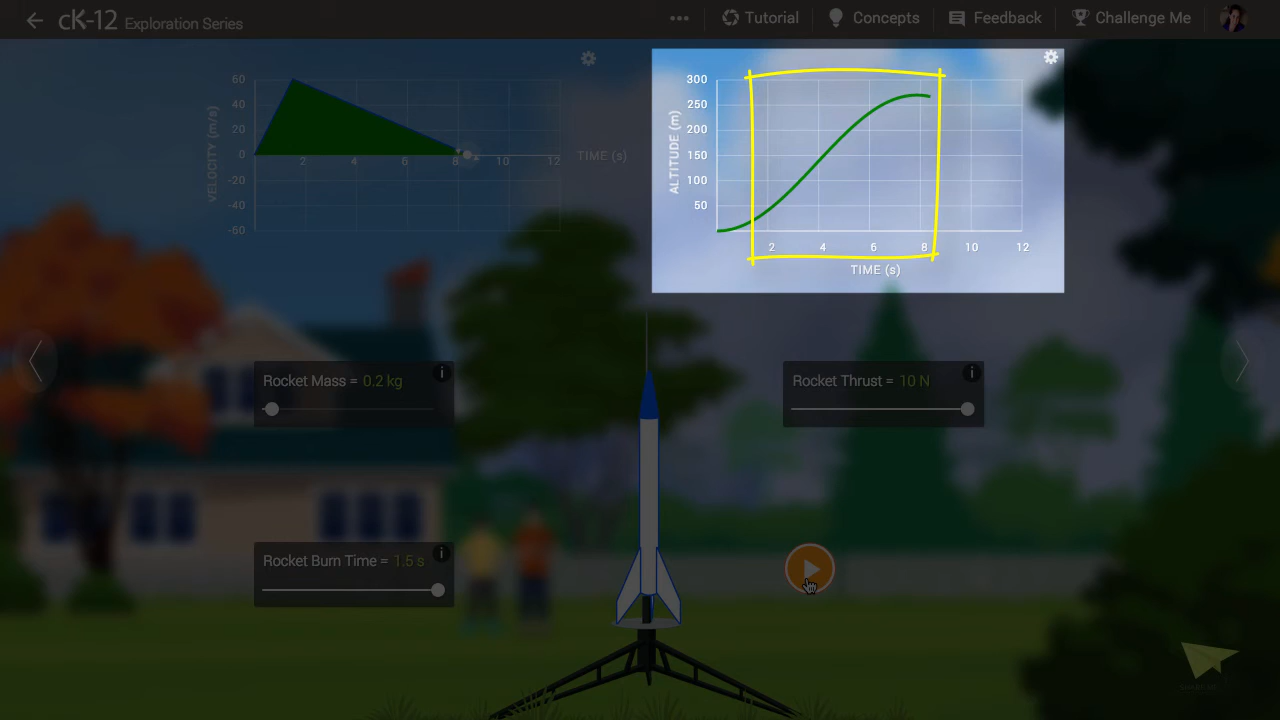 cK-12 Exploration Series
Tutorial
Concepts
Feedback
Challenge Me
VELOCITY (m/s)
60
40
20
0
-20
-40
-60
2 4 6 8 10 12
TIME (s)
ALTITUDE (m)
300
250
200
150
100
50
2 4 6 8 10 12
TIME (s)
Rocket Mass = 0.2 kg
i
Rocket Thrust = 10 N
i
Rocket Burn Time = 1.5 s
i